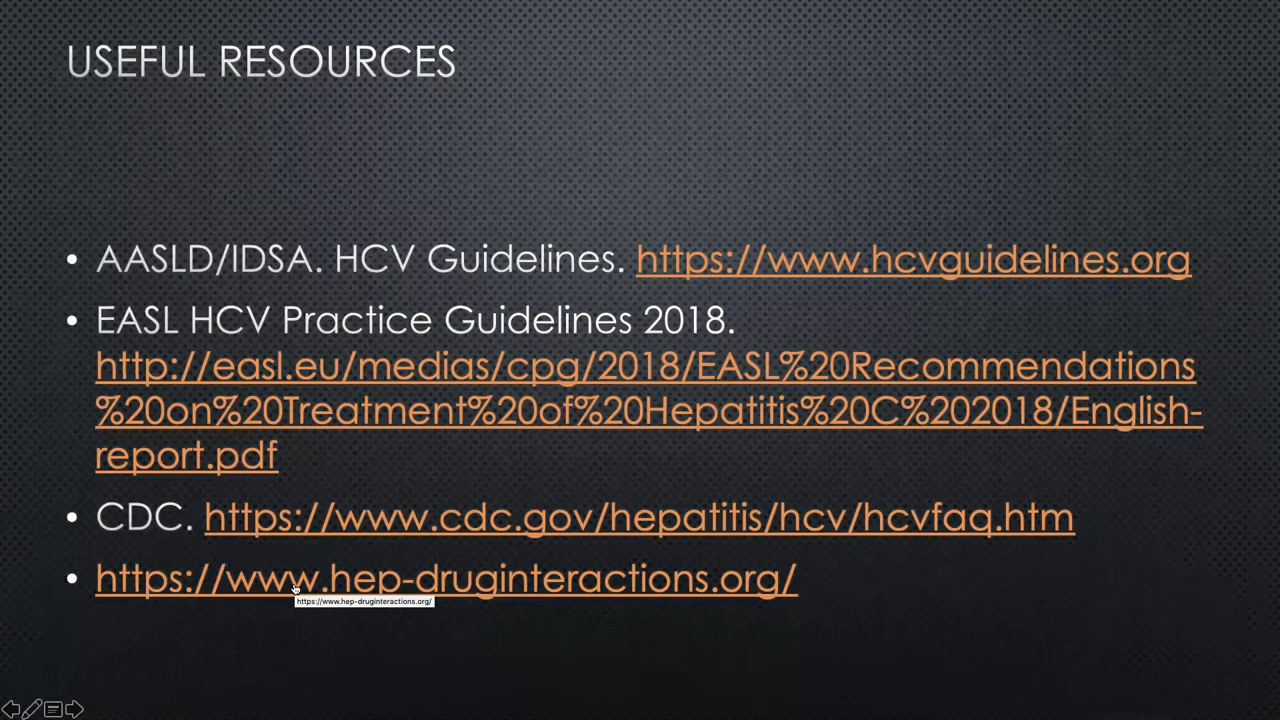 USEFUL RESOURCES
• AASLD/IDSA. HCV Guidelines. https://www.hcvguidelines.org
• EASL HCV Practice Guidelines 2018.
http://easl.eu/medias/cpg/2018/EASL%20Recommendations
%20on%20Treatment%20of%20Hepatitis%20C%202018/English-
report.pdf
• CDC. https://www.cdc.gov/hepatitis/hcv/hcvfaq.htm
• https://www.hep-druginteractions.org/
https://www.hep-druginteractions.org/